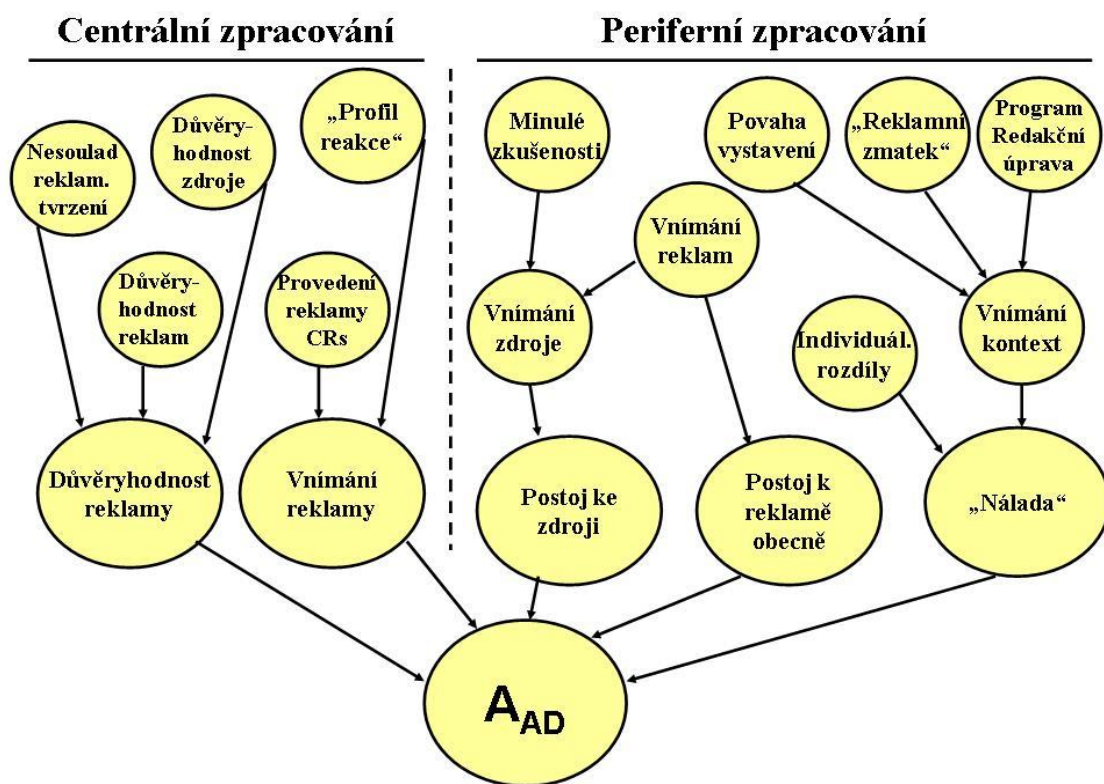 Centrální zpracování
Periferní zpracování
Nesoulad
reklam.
tvrzení
Důvěry-
hodnost
zdroje
„Profil
reakce“
Minulé
zkušenosti
Povaha
vystavení
„Reklamní
zmatek“
Program
Redakční
úprava
Důvěry-
hodnost
reklam
Provedení
reklamy
CRs
Vnímání
zdroje
Vnímání
reklam
Individuál.
rozdíly
Vnímání
kontext
Důvěryhodnost
reklamy
Vnímání
reklamy
Postoj ke
zdroji
Postoj k
reklamě
obecně
„Nálada“
AAD